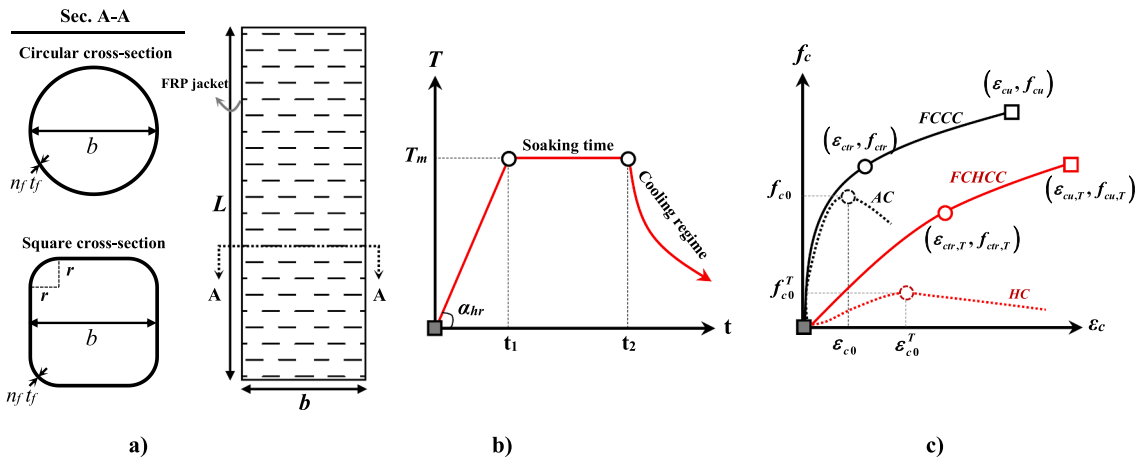 Sec. A-A
Circular cross-section
b
n_f t_f
Square cross-section
r
r
b
n_f t_f
FRP jacket
L
A
A
b
a)
T
T_m
Soaking time
Cooling regime
α_hr
t_1
t_2
t
b)
f_c
(ε_cu, f_cu)
FCCC
(ε_ctr, f_ctr)
FCHCC
f_c0
AC
(ε_cu,T, f_cu,T)
(ε_ctr,T, f_ctr,T)
f_c0^T
HC
ε_c0
ε_c0^T
ε_c
c)